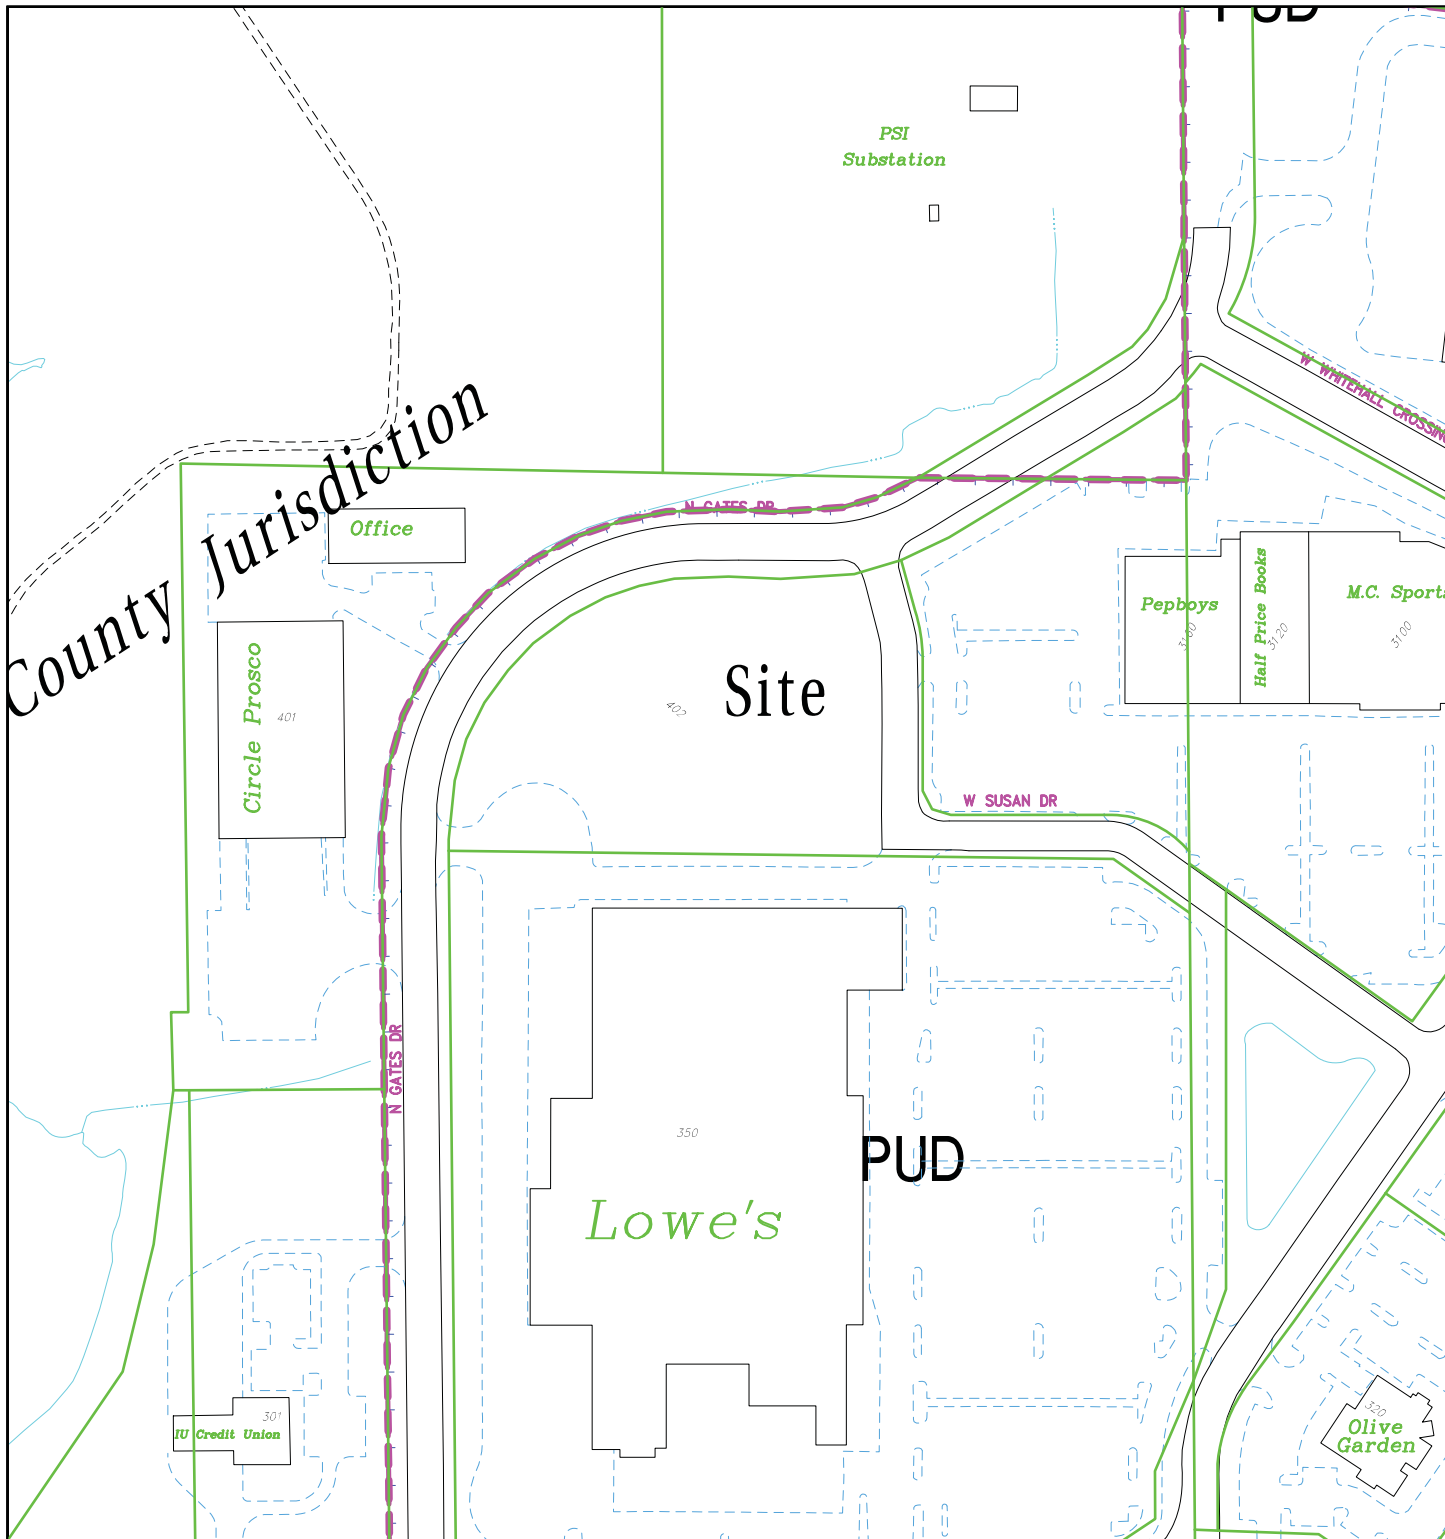 PUD
PSI
Substation
W WHITEHALL CROSSING
County Jurisdiction
N GATES DR
Office
Half Price Books
M.C. Sports
Pepboys
3160
3120
3100
Circle Prosco
401
402
Site
W SUSAN DR
N GATES DR
350
PUD
Lowe's
301
IU Credit Union
320
Olive
Garden